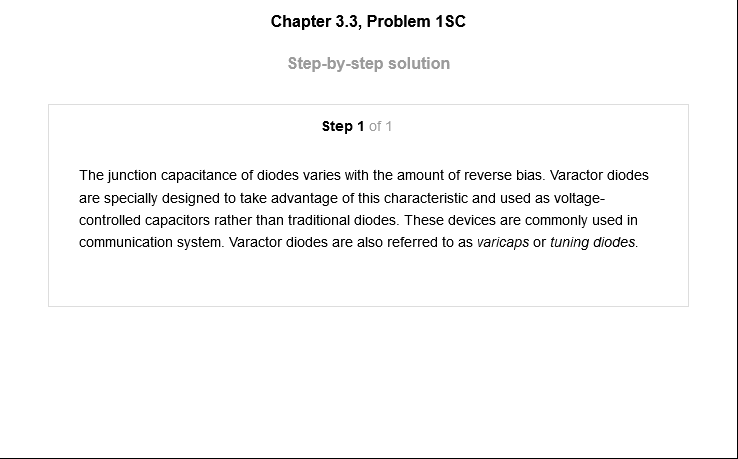 Chapter 3.3, Problem 1SC
Step-by-step solution
Step 1 of 1
The junction capacitance of diodes varies with the amount of reverse bias. Varactor diodes
are specially designed to take advantage of this characteristic and used as voltage-
controlled capacitors rather than traditional diodes. These devices are commonly used in
communication system. Varactor diodes are also referred to as varicaps or tuning diodes.